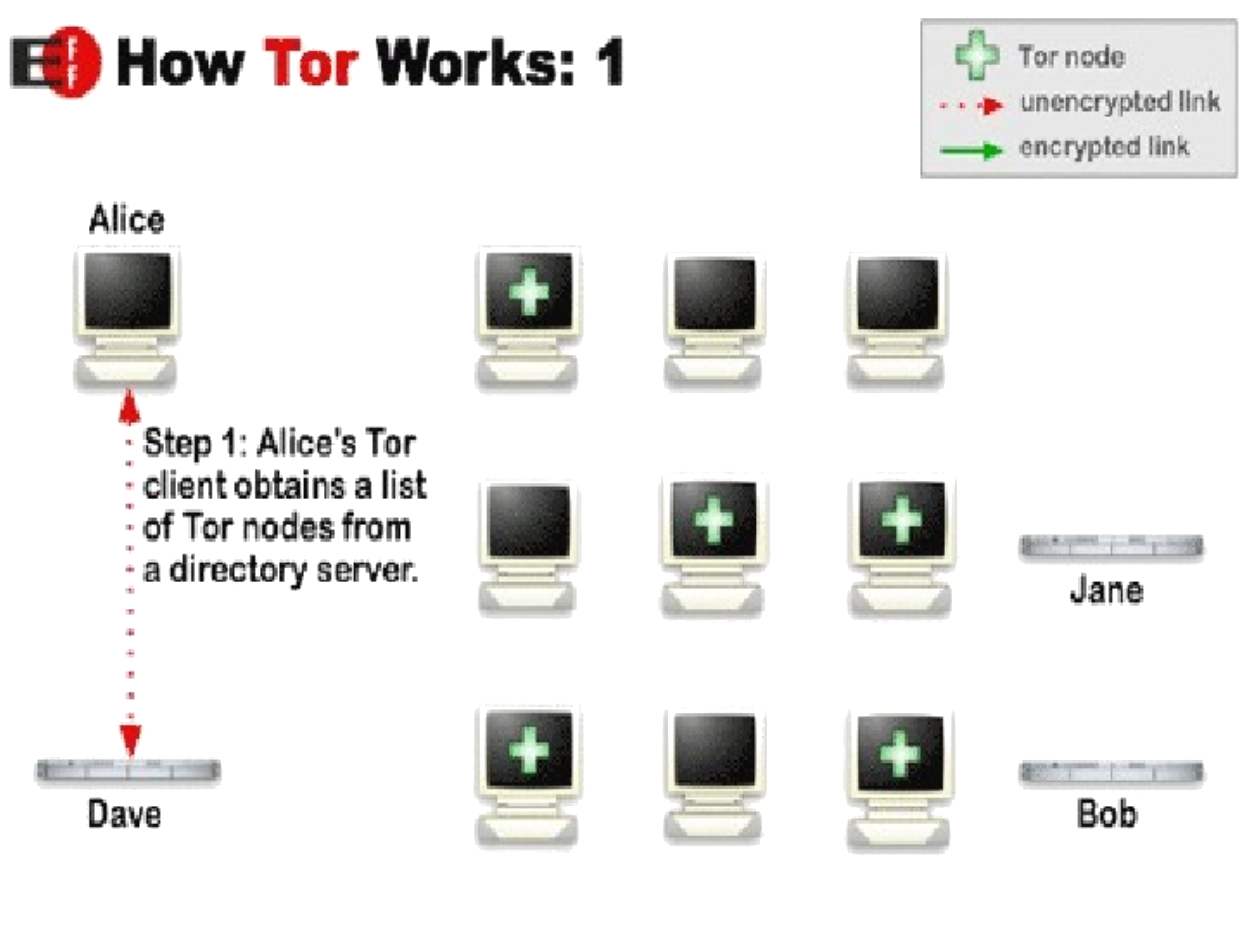 EFF How Tor Works: 1
Tor node
unencrypted link
encrypted link
Alice
Step 1: Alice's Tor
client obtains a list
of Tor nodes from
a directory server.
Jane
Dave
Bob